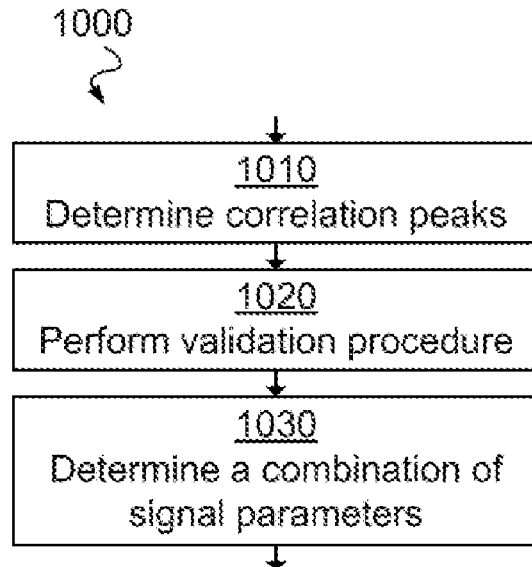 1000
1010
Determine correlation peaks
1020
Perform validation procedure
1030
Determine a combination of
signal parameters